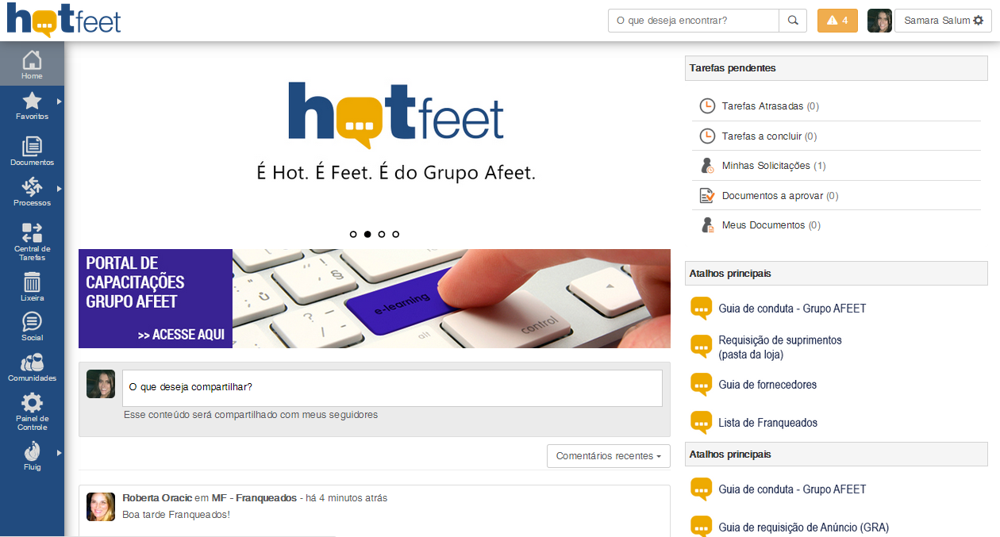 hotfeet
O que deseja encontrar?
4
Samara Salum
Home
Favoritos
Documentos
Processos
Central de
Tarefas
Lixeira
Social
Comunidades
Painel de
Controle
Fluig
hotfeet
É Hot. É Feet. É do Grupo Afeet.
PORTAL DE
CAPACITAÇÕES
GRUPO AFEET
>> ACESSE AQUI
e-learning
control
alt
§
?
O que deseja compartilhar?
Esse conteúdo será compartilhado com meus seguidores
Comentários recentes
Roberta Oracic em MF - Franqueados - há 4 minutos atrás
Boa tarde Franqueados!
Tarefas pendentes
Tarefas Atrasadas (0)
Tarefas a concluir (0)
Minhas Solicitações (1)
Documentos a aprovar (0)
Meus Documentos (0)
Atalhos principais
Guia de conduta - Grupo AFEET
Requisição de suprimentos
(pasta da loja)
Guia de fornecedores
Lista de Franqueados
Atalhos principais
Guia de conduta - Grupo AFEET
Guia de requisição de Anúncio (GRA)